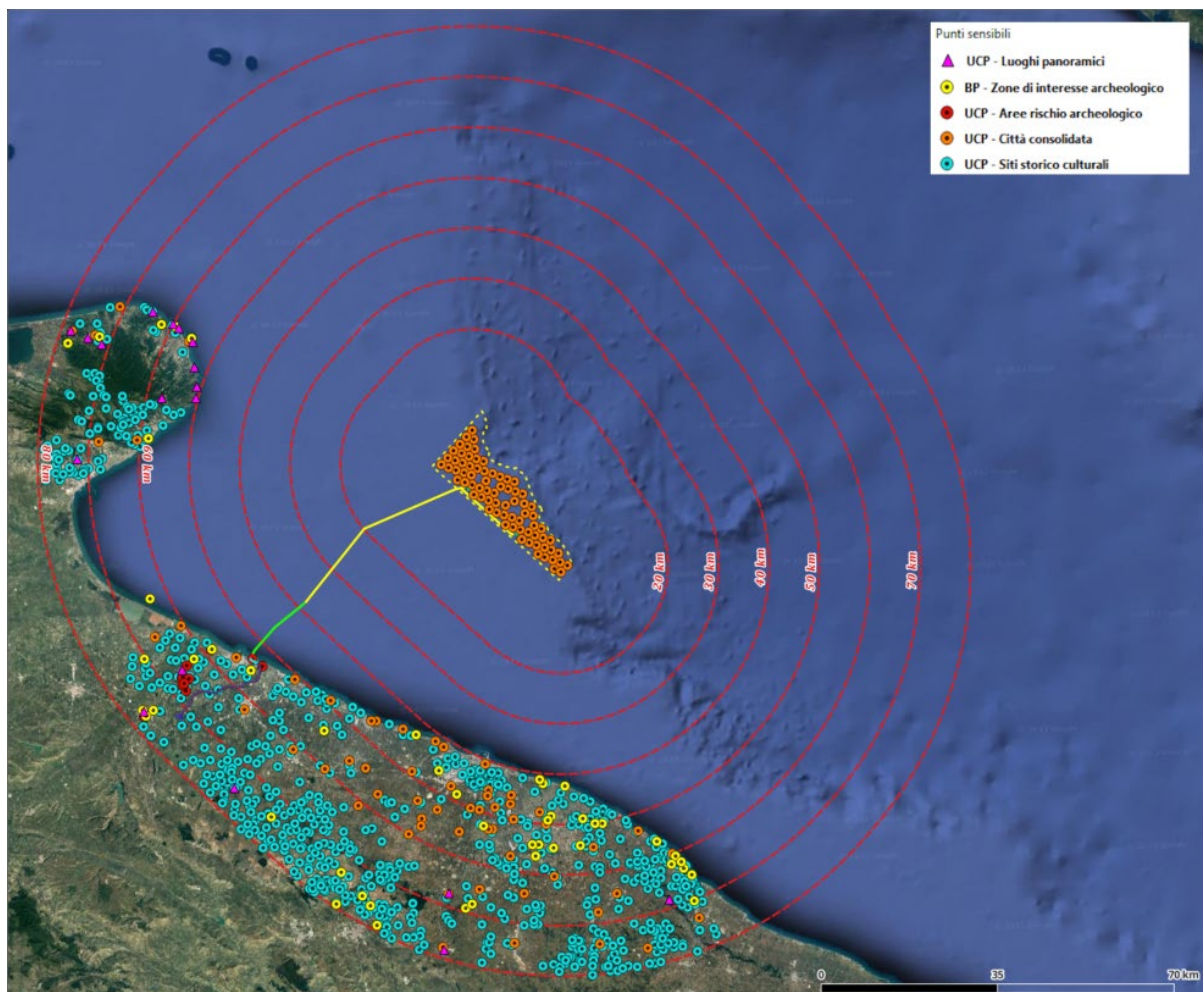 Punti sensibili
UCP - Luoghi panoramici
BP - Zone di interesse archeologico
UCP - Aree rischio archeologico
UCP - Città consolidata
UCP - Siti storico culturali
80 km
60 km
20 km
30 km
40 km
50 km
70 km
0 35 70 km